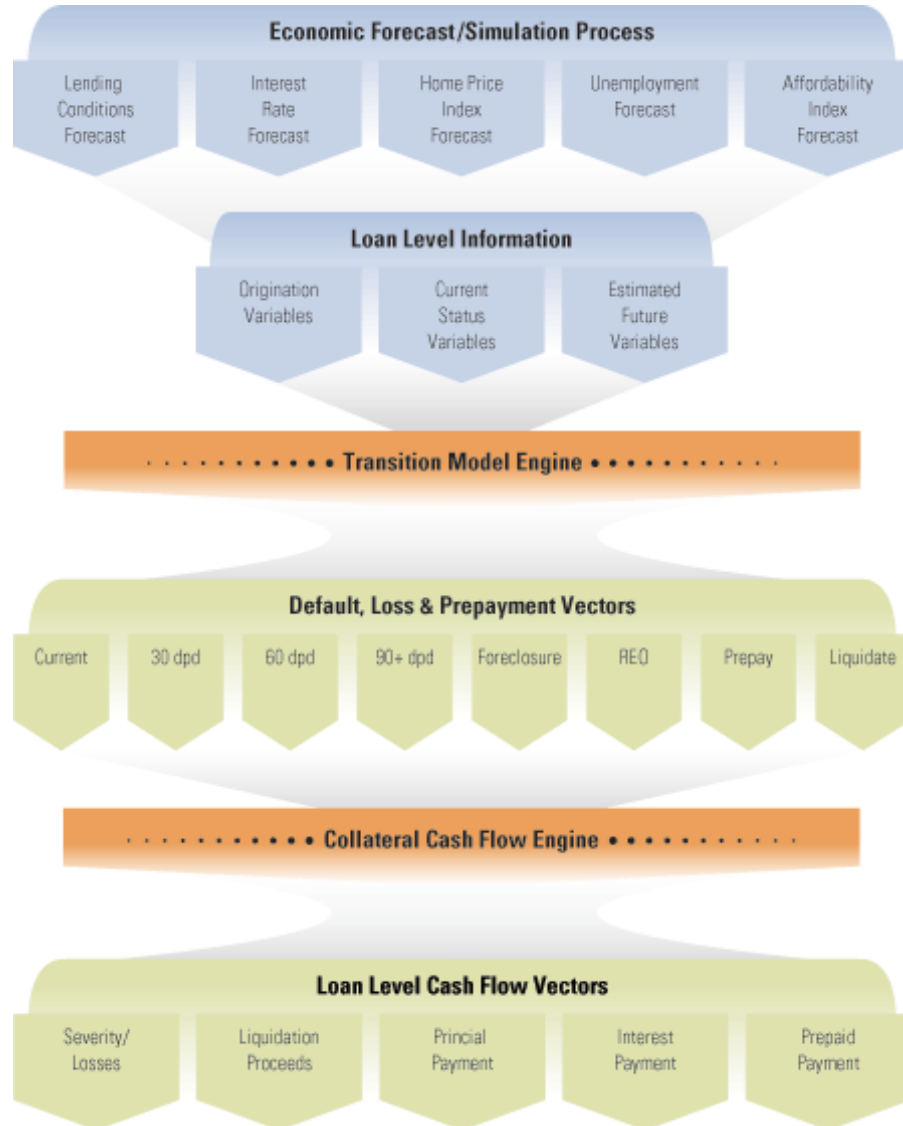 Economic Forecast/Simulation Process
Lending
Conditions
Forecast
Interest
Rate
Forecast
Home Price
Index
Forecast
Unemployment
Forecast
Affordability
Index
Forecast
Loan Level Information
Origination
Variables
Current
Status
Variables
Estimated
Future
Variables
Transition Model Engine
Default, Loss & Prepayment Vectors
Current
30 dpd
60 dpd
90+ dpd
Foreclosure
REO
Prepay
Liquidate
Collateral Cash Flow Engine
Loan Level Cash Flow Vectors
Severity/
Losses
Liquidation
Proceeds
Princial
Payment
Interest
Payment
Prepaid
Payment